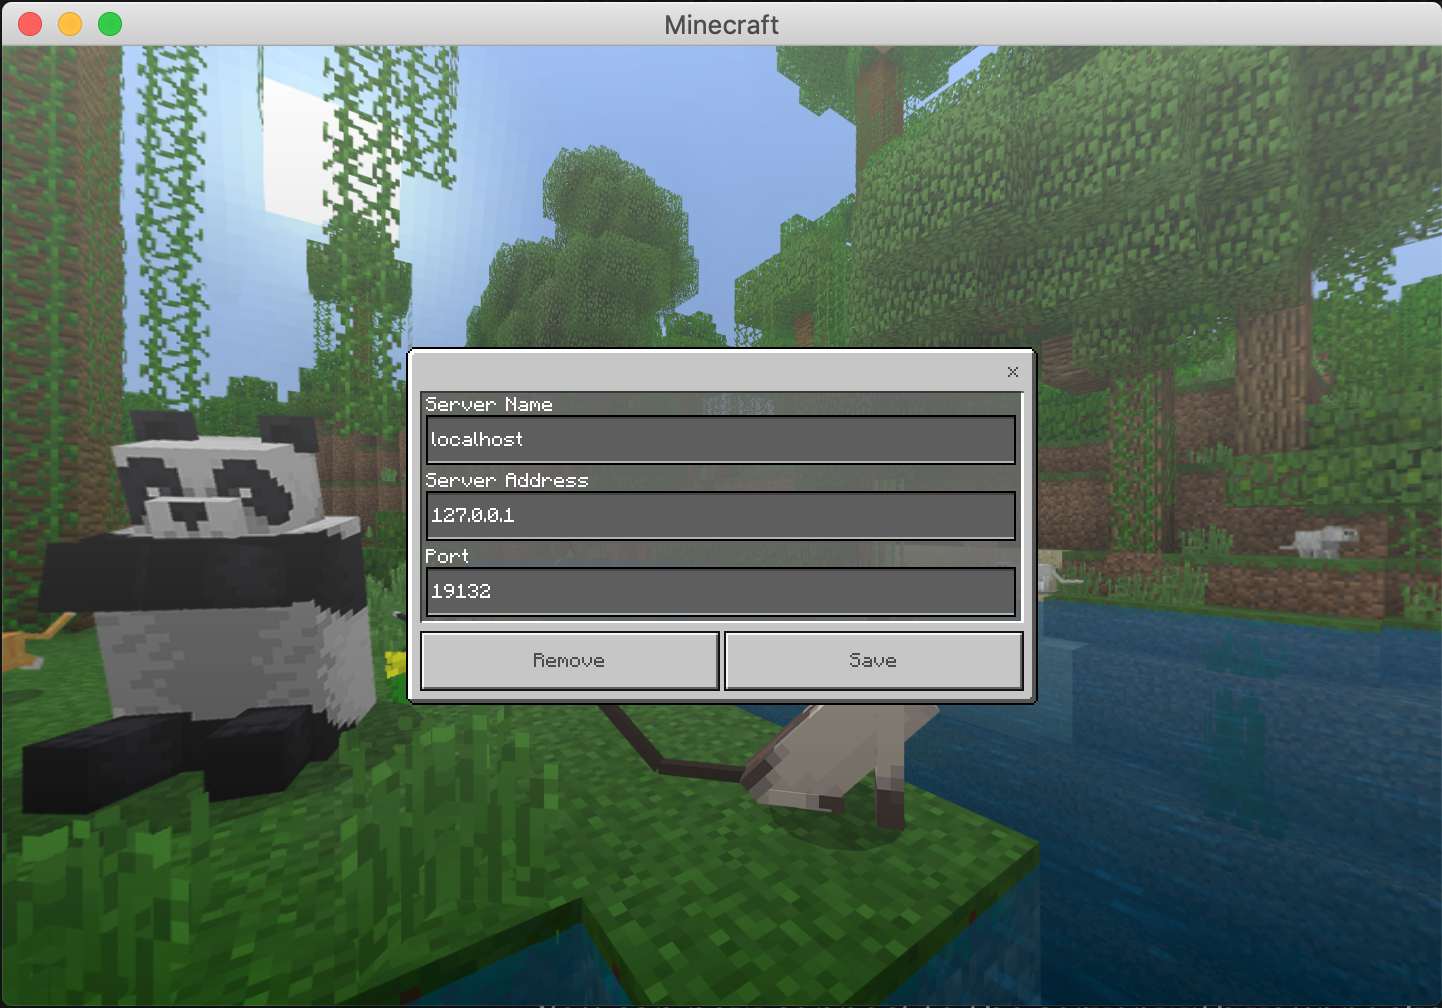 Minecraft
Server Name
localhost
Server Address
127.0.0.1
Port
19132
Remove
Save